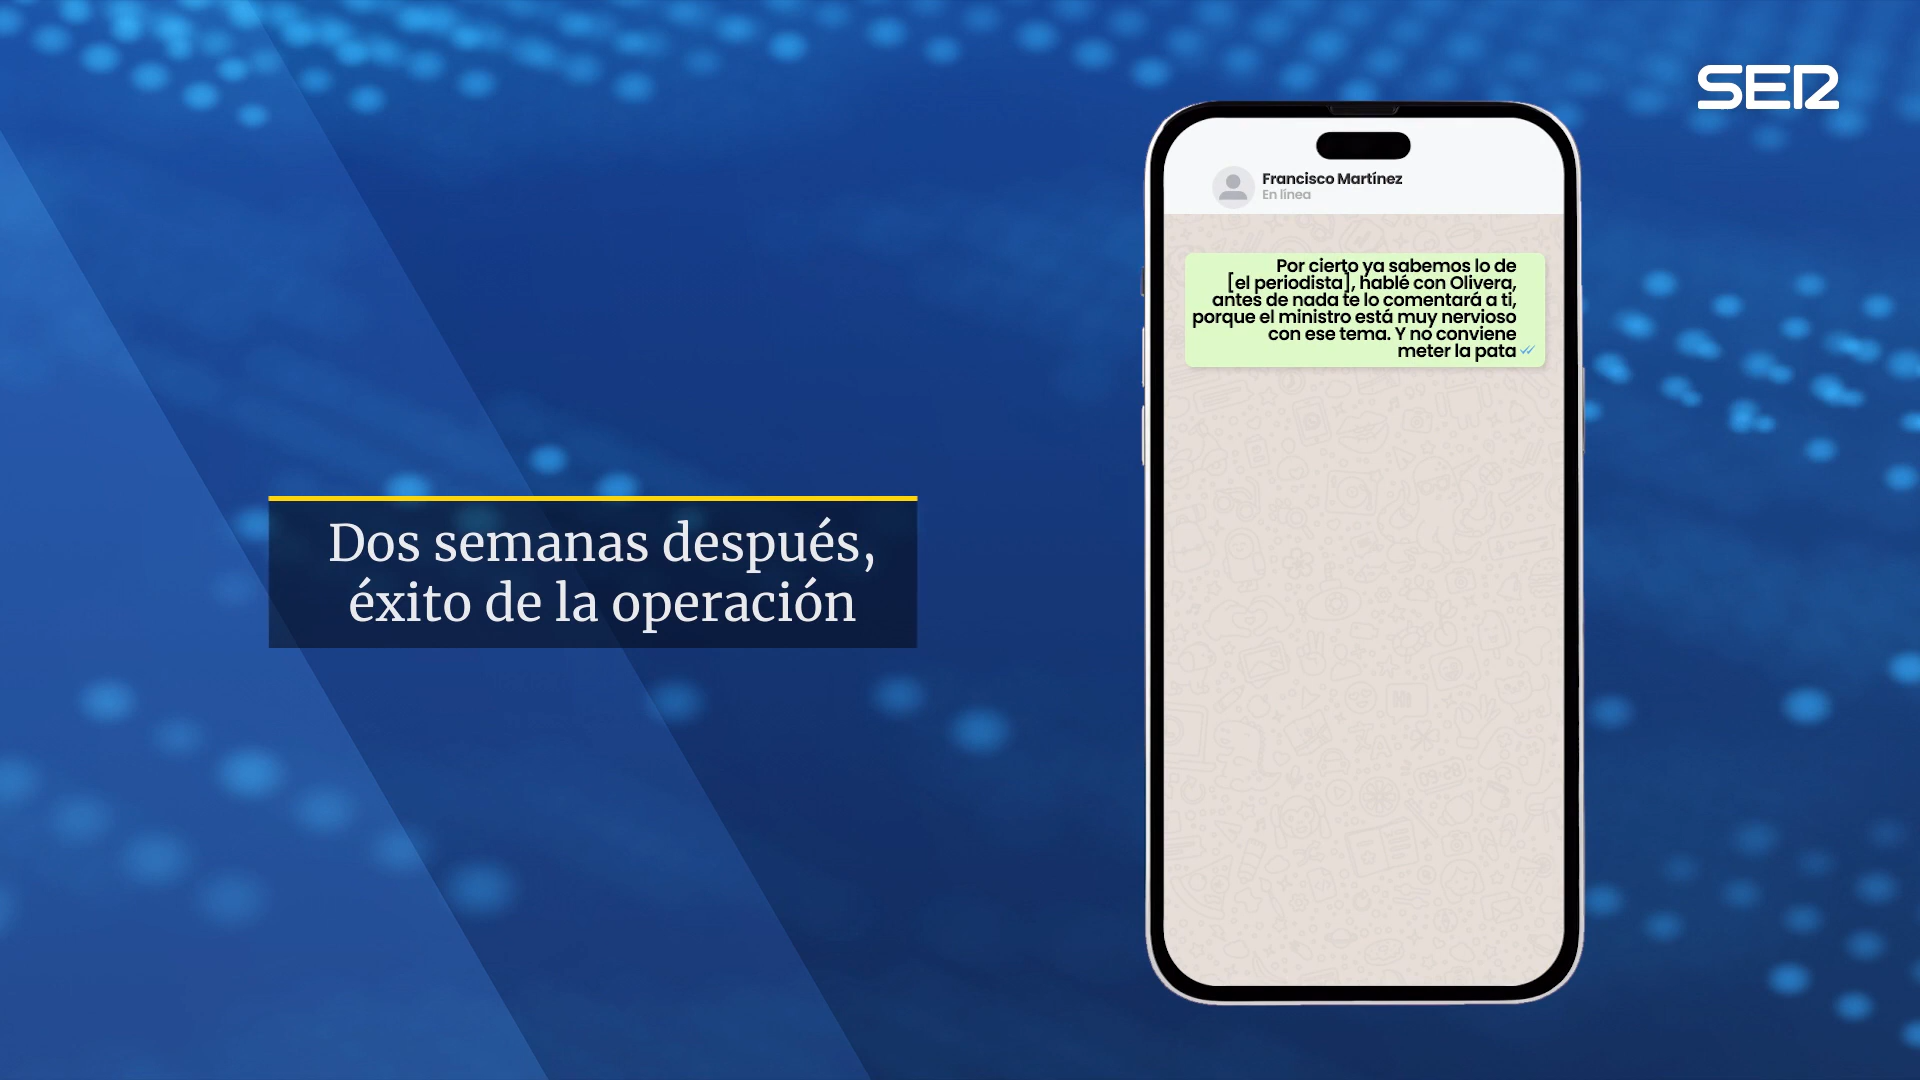 SER
Francisco Martínez
En línea
Por cierto ya sabemos lo de
[el periodista], hablé con Olivera,
antes de nada te lo comentará a ti,
porque el ministro está muy nervioso
con ese tema. Y no conviene
meter la pata
Dos semanas después,
éxito de la operación